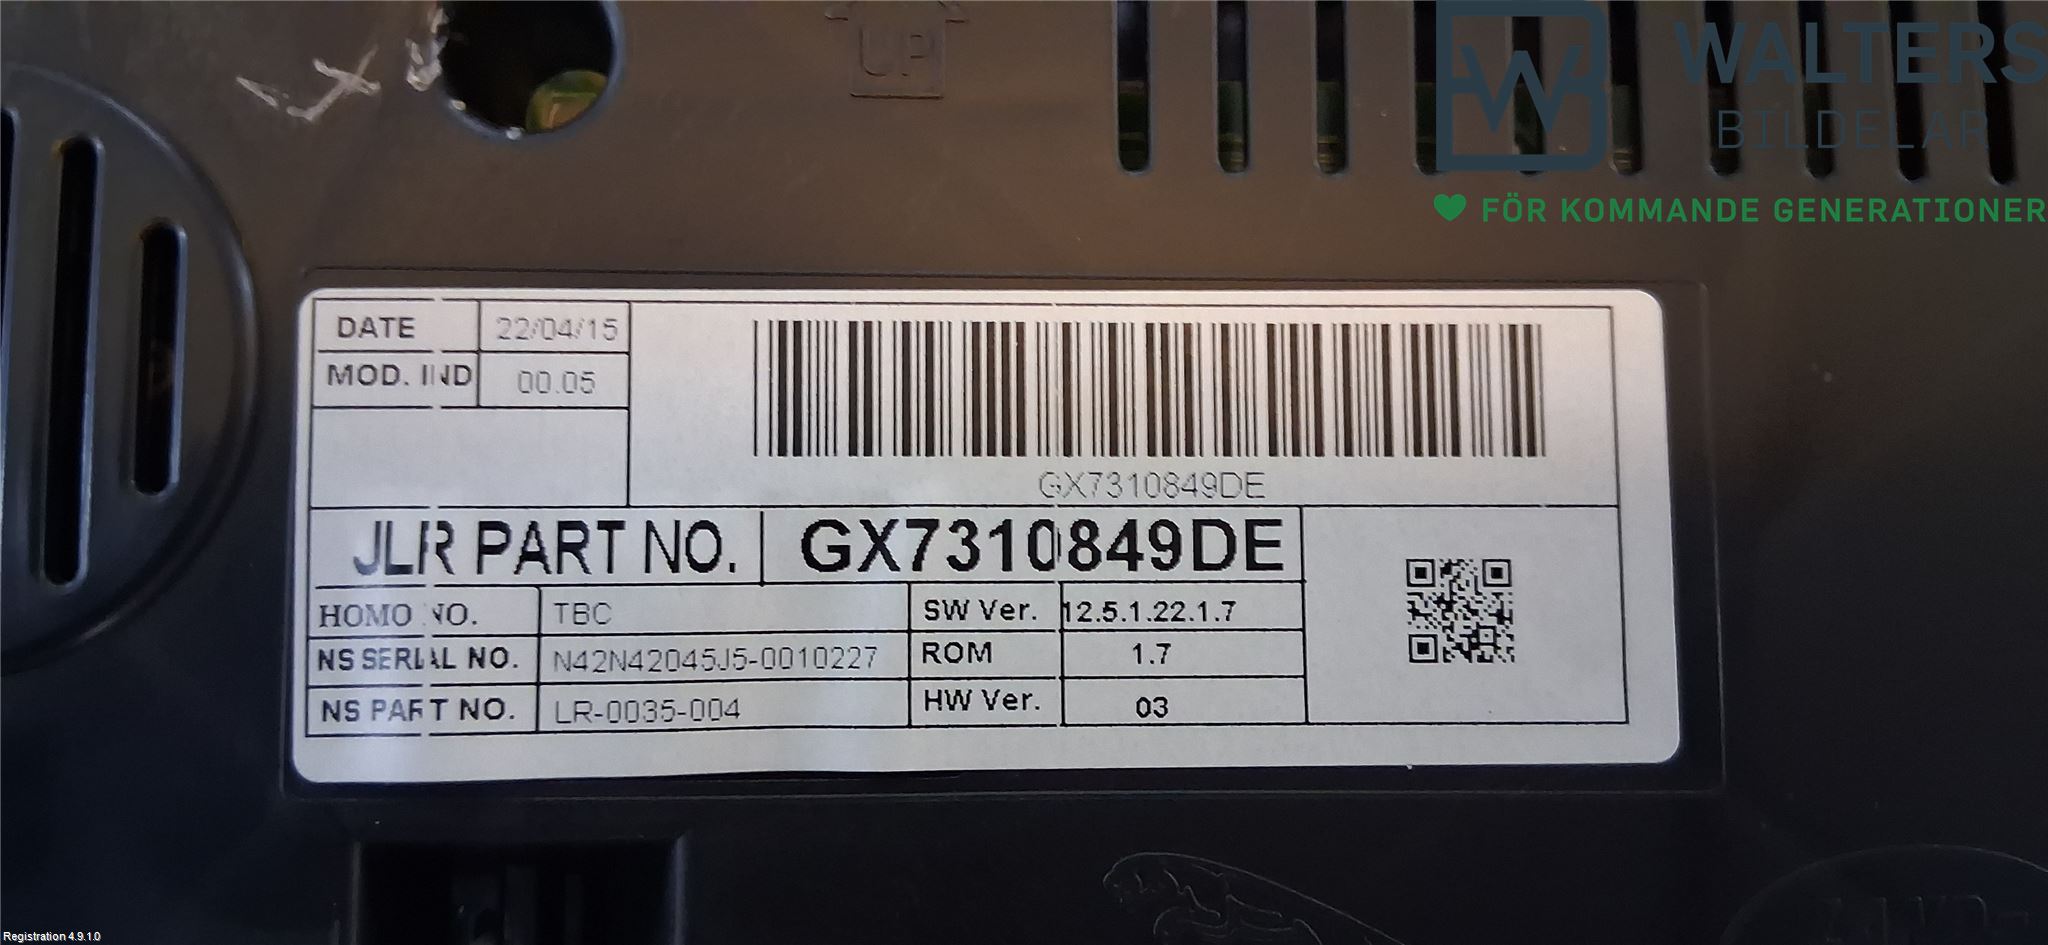 UP
WALTERS
BILDELAR
FÖR KOMMANDE GENERATIONER
DATE 22/04/15
MOD. IND 00.05
GX7310849DE
JLR PART NO. GX7310849DE
HOMO NO. TBC SW Ver. 12.5.1.22.1.7
NS SERIAL NO. N42N42045J5-0010227 ROM 1.7
NS PART NO. LR-0035-004 HW Ver. 03
Registration 4.9.1.0